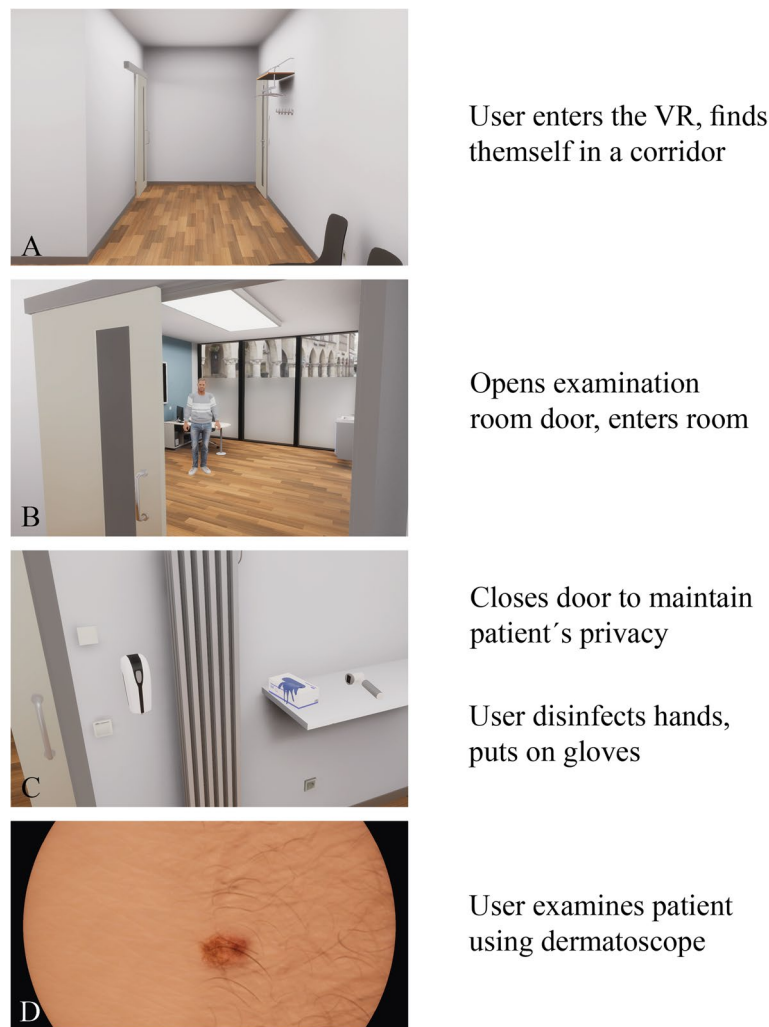 User enters the VR, finds
themself in a corridor
A
Opens examination
room door, enters room
B
Closes door to maintain
patient´s privacy
User disinfects hands,
puts on gloves
C
User examines patient
using dermatoscope
D